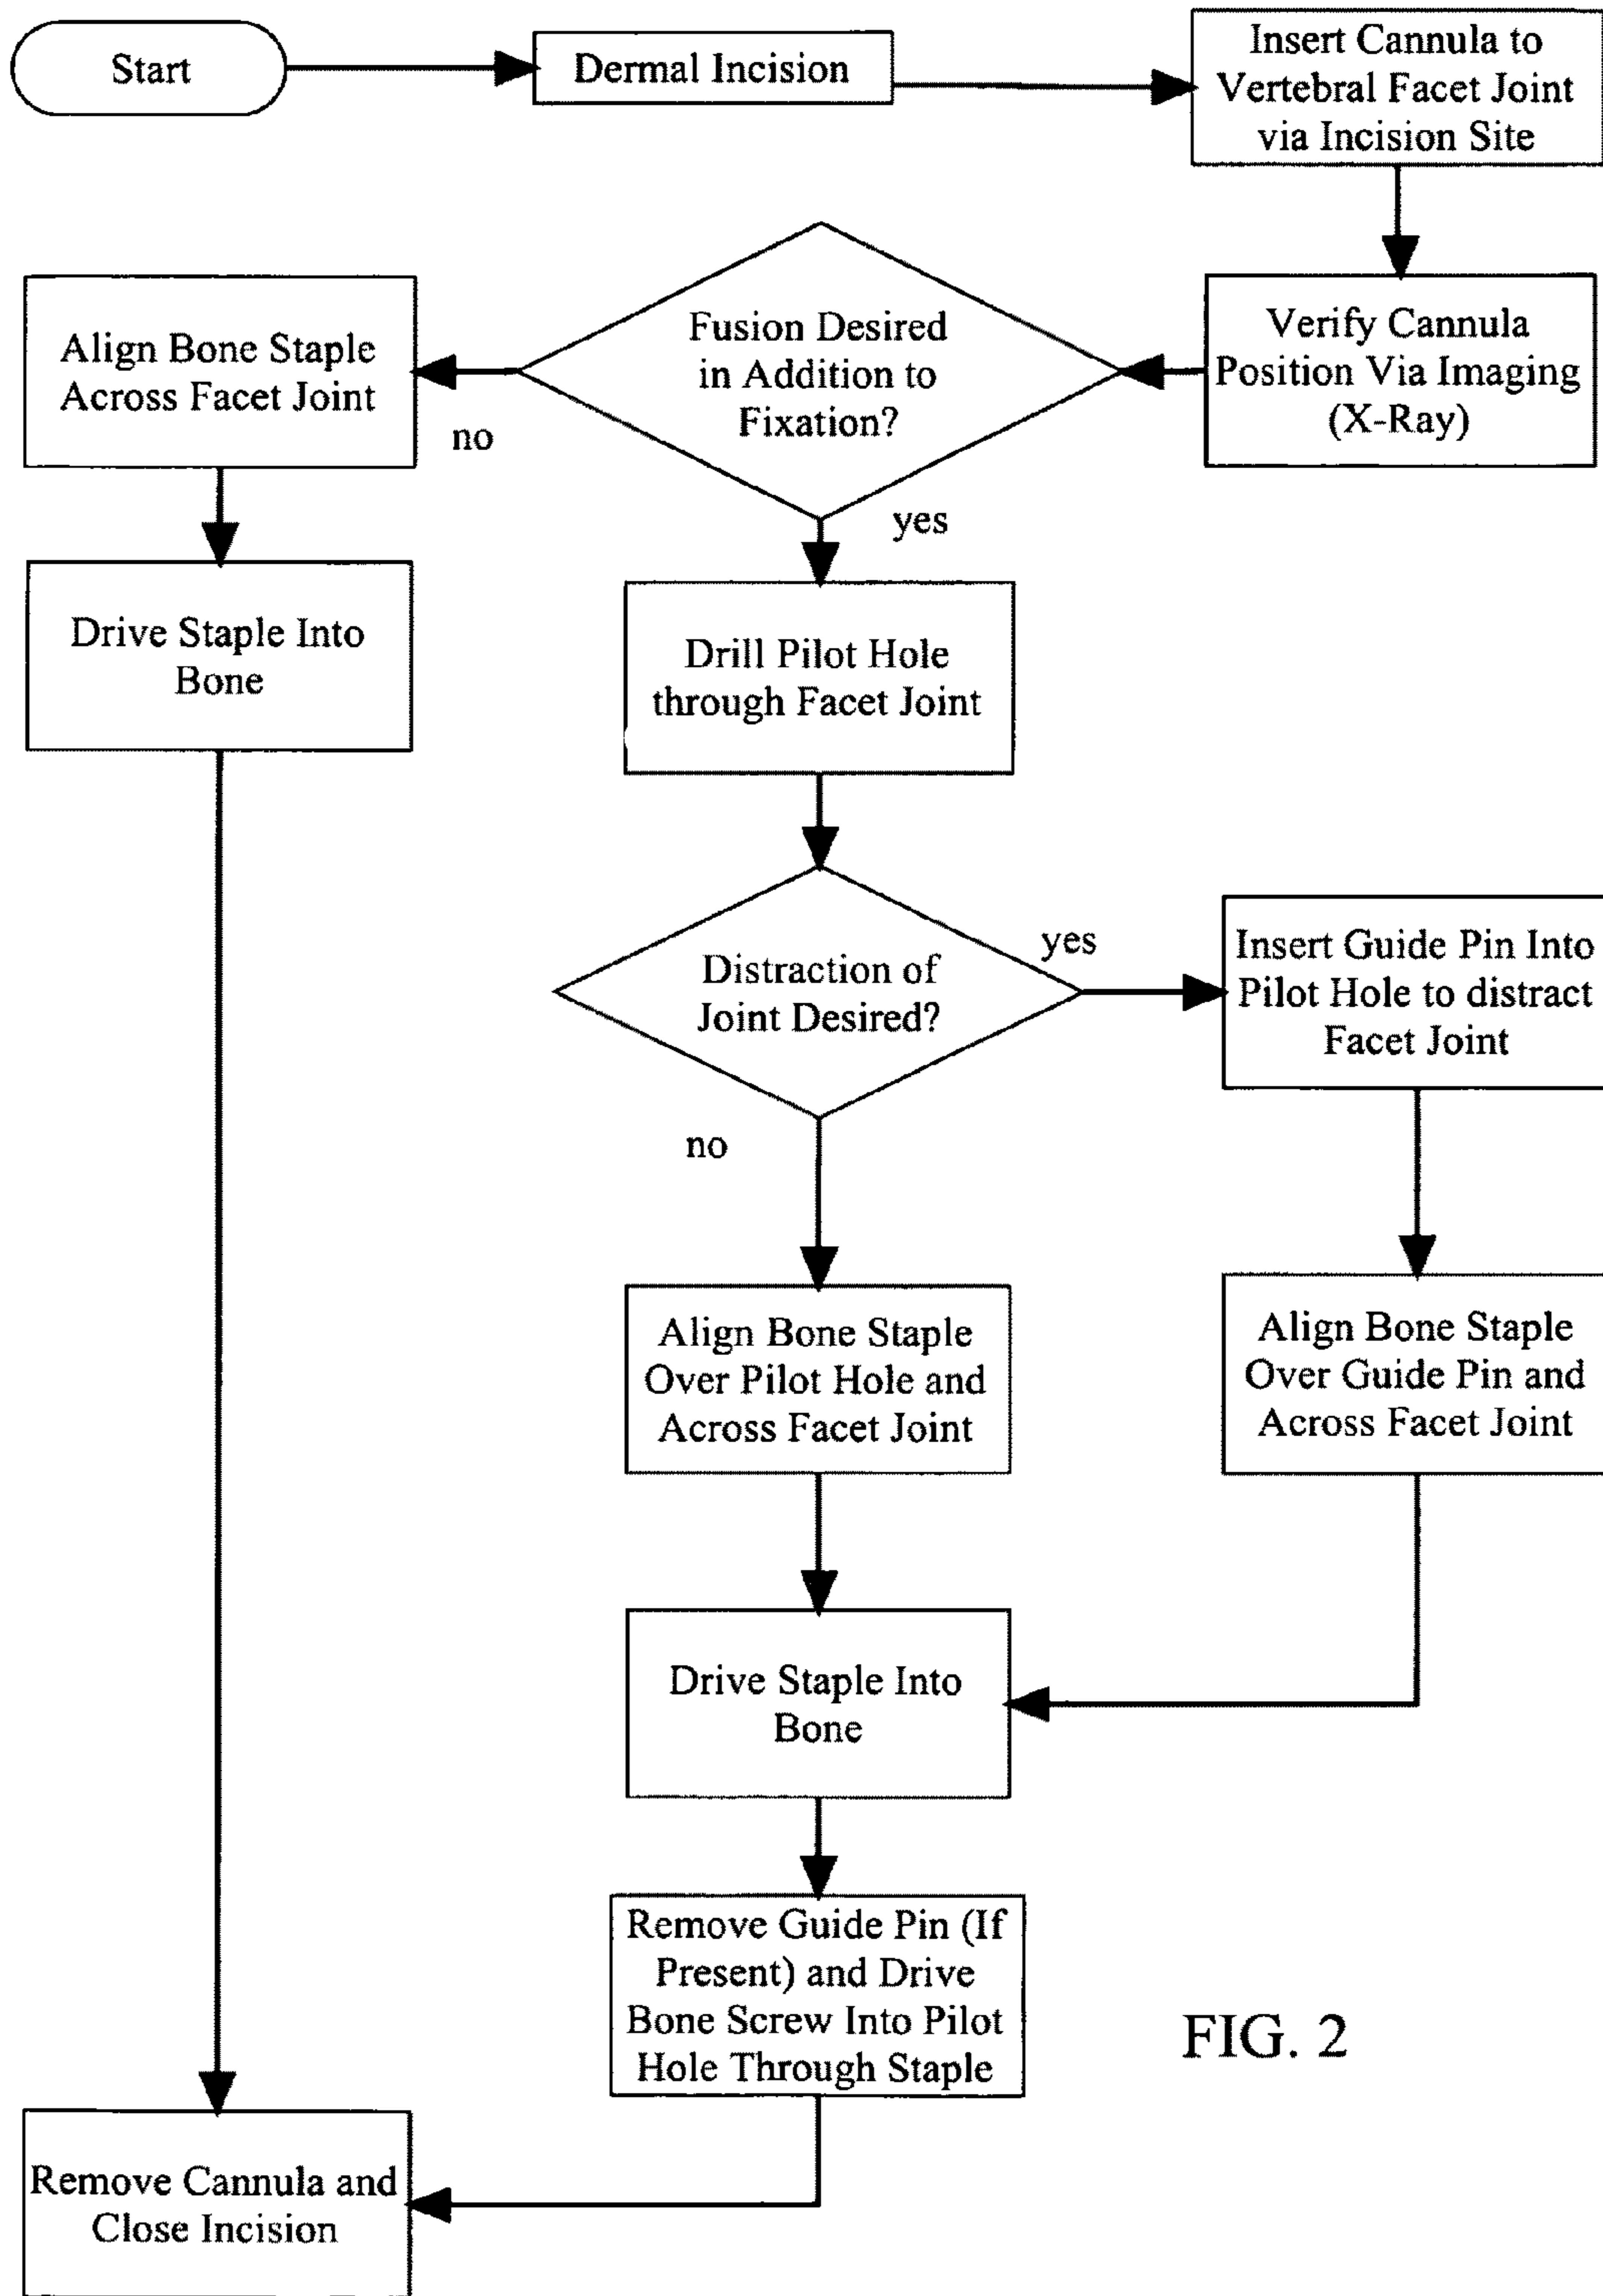 Start
Dermal Incision
Insert Cannula to
Vertebral Facet Joint
via Incision Site
Verify Cannula
Position Via Imaging
(X-Ray)
Fusion Desired
in Addition to
Fixation?
no
yes
Align Bone Staple
Across Facet Joint
Drive Staple Into
Bone
Drill Pilot Hole
through Facet Joint
Distraction of
Joint Desired?
yes
no
Insert Guide Pin Into
Pilot Hole to distract
Facet Joint
Align Bone Staple
Over Pilot Hole and
Across Facet Joint
Align Bone Staple
Over Guide Pin and
Across Facet Joint
Drive Staple Into
Bone
Remove Guide Pin (If
Present) and Drive
Bone Screw Into Pilot
Hole Through Staple
Remove Cannula and
Close Incision
FIG. 2